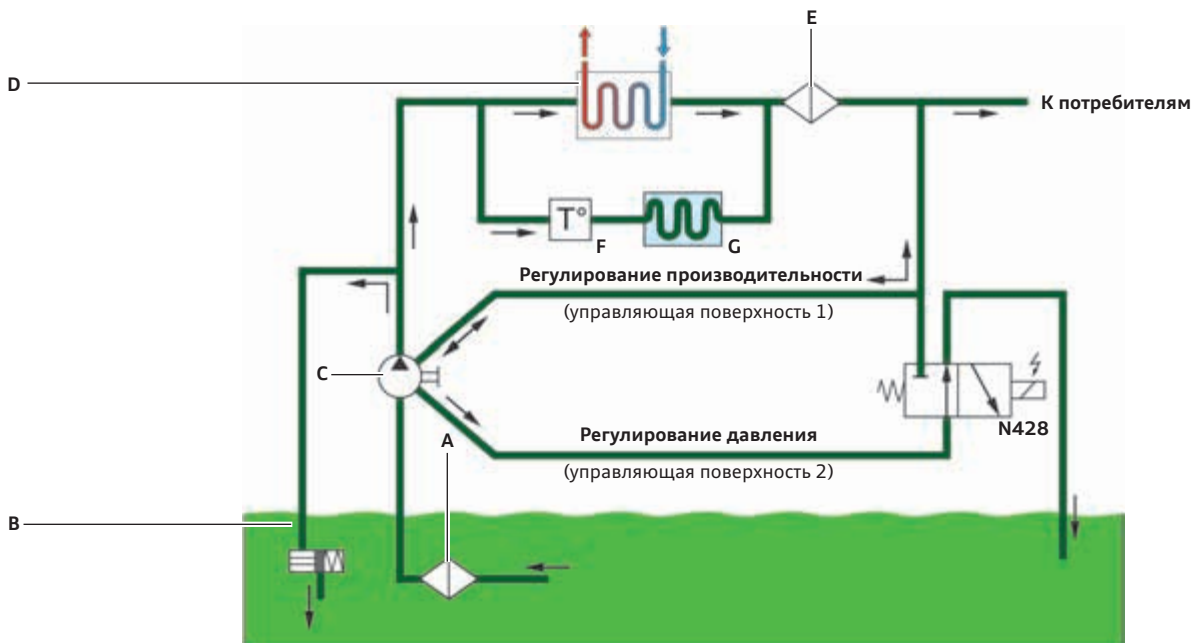 E
D
К потребителям
T°
F
G
Регулирование производительности
(управляющая поверхность 1)
C
N428
A
Регулирование давления
(управляющая поверхность 2)
B